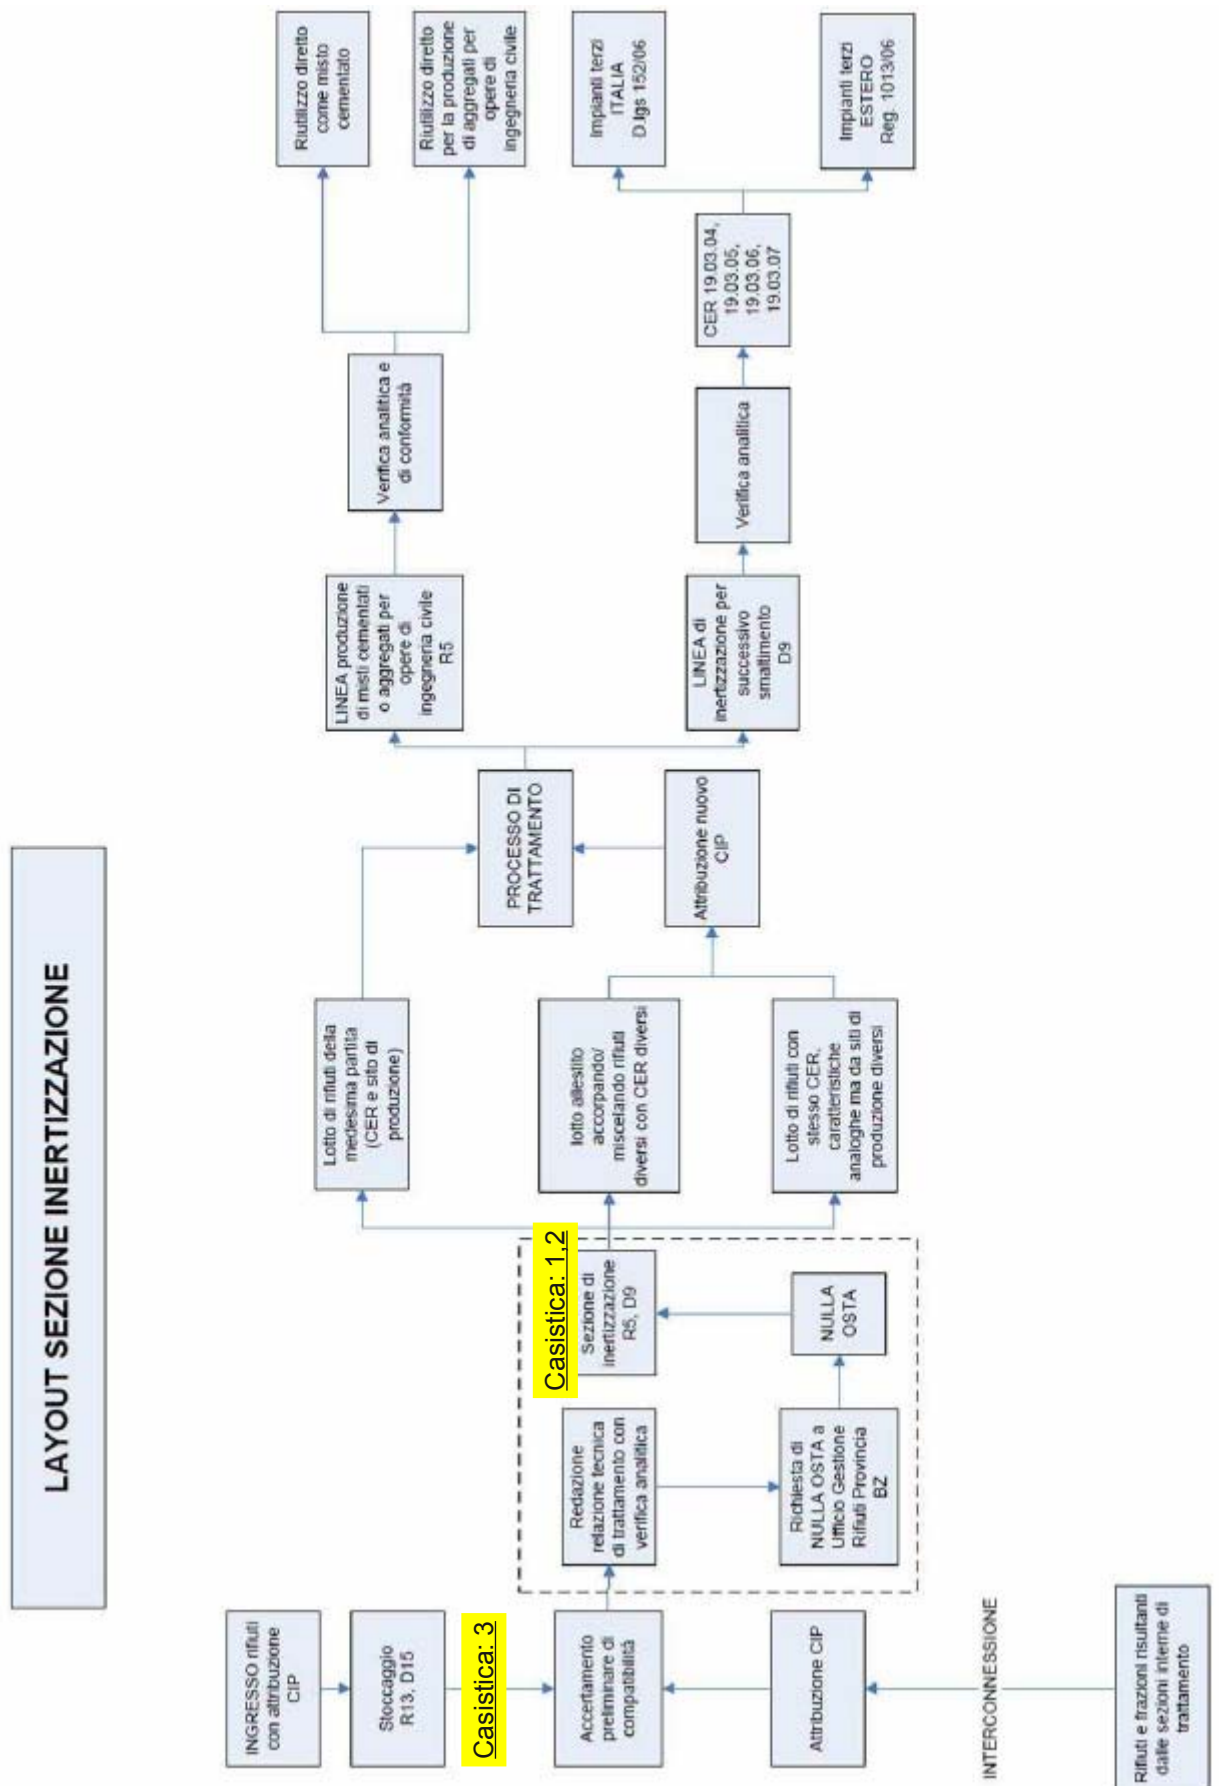 LAYOUT SEZIONE INERTIZZAZIONE
INGRESSO rifiuti
con attribuzione
CIP
Stoccaggio
R13, D15
Casistica: 3
Accertamento
preliminare di
compatibilità
Attribuzione CIP
INTERCONNESSIONE
Rifiuti e frazioni risultanti
dalle sezioni interne di
trattamento
Redazione
relazione tecnica
di trattamento con
verifica analitica
Richiesta di
NULLA OSTA a
Ufficio Gestione
Rifiuti Provincia
BZ
NULLA
OSTA
Casistica: 1,2
Sezione di
inertizzazione
R5, D9
Lotto di rifiuti della
medesima partita
(CER e sito di
produzione)
lotto allestito
accorpando/
miscelando rifiuti
diversi con CER diversi
Lotto di rifiuti con
stesso CER,
caratteristiche
analoghe ma da siti di
produzione diversi
PROCESSO DI
TRATTAMENTO
Attribuzione nuovo
CIP
LINEA produzione
di misti cementati
o aggregati per
opere di
ingegneria civile
R5
LINEA di
inertizzazione per
successivo
smaltimento
D9
Verifica analitica e
di conformità
Verifica analitica
CER 19.03.04,
19.03.05,
19.03.06,
19.03.07
Riutilizzo diretto
come misto
cementato
Riutilizzo diretto
per la produzione
di aggregati per
opere di
ingegneria civile
Impianti terzi
ITALIA
D.lgs 152/06
Impianti terzi
ESTERO
Reg. 1013/06